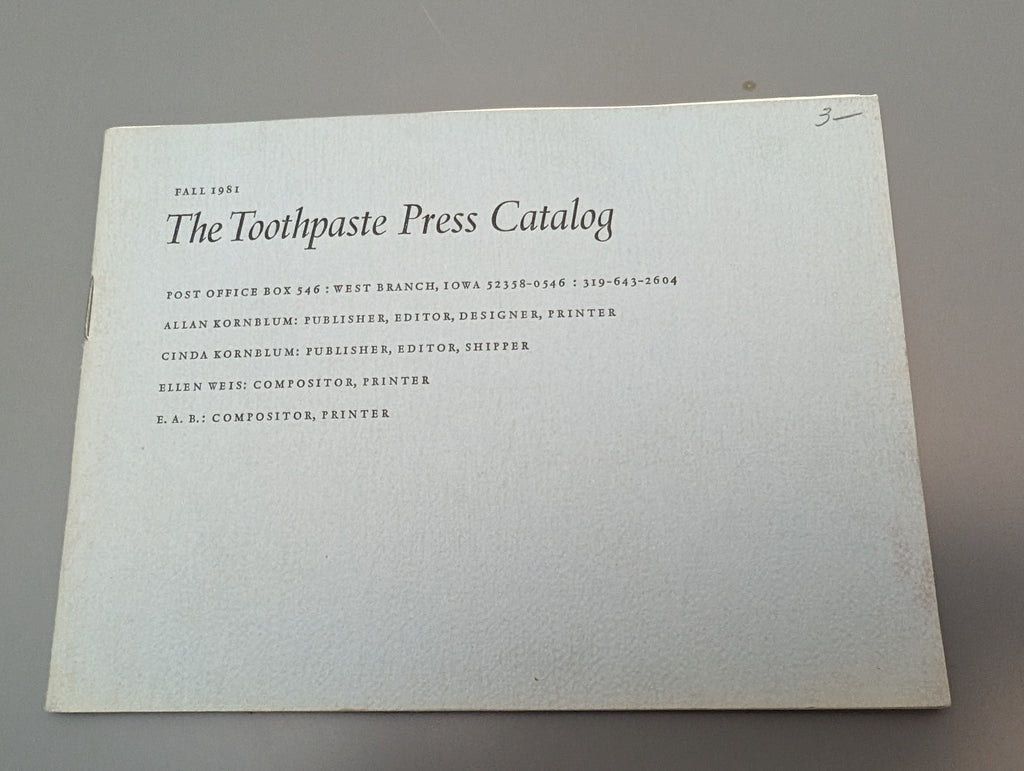 3—
FALL 1981
The Toothpaste Press Catalog
POST OFFICE BOX 546 : WEST BRANCH, IOWA 52358-0546 : 319-643-2604
ALLAN KORNBLUM: PUBLISHER, EDITOR, DESIGNER, PRINTER
CINDA KORNBLUM: PUBLISHER, EDITOR, SHIPPER
ELLEN WEIS: COMPOSITOR, PRINTER
E. A. B.: COMPOSITOR, PRINTER